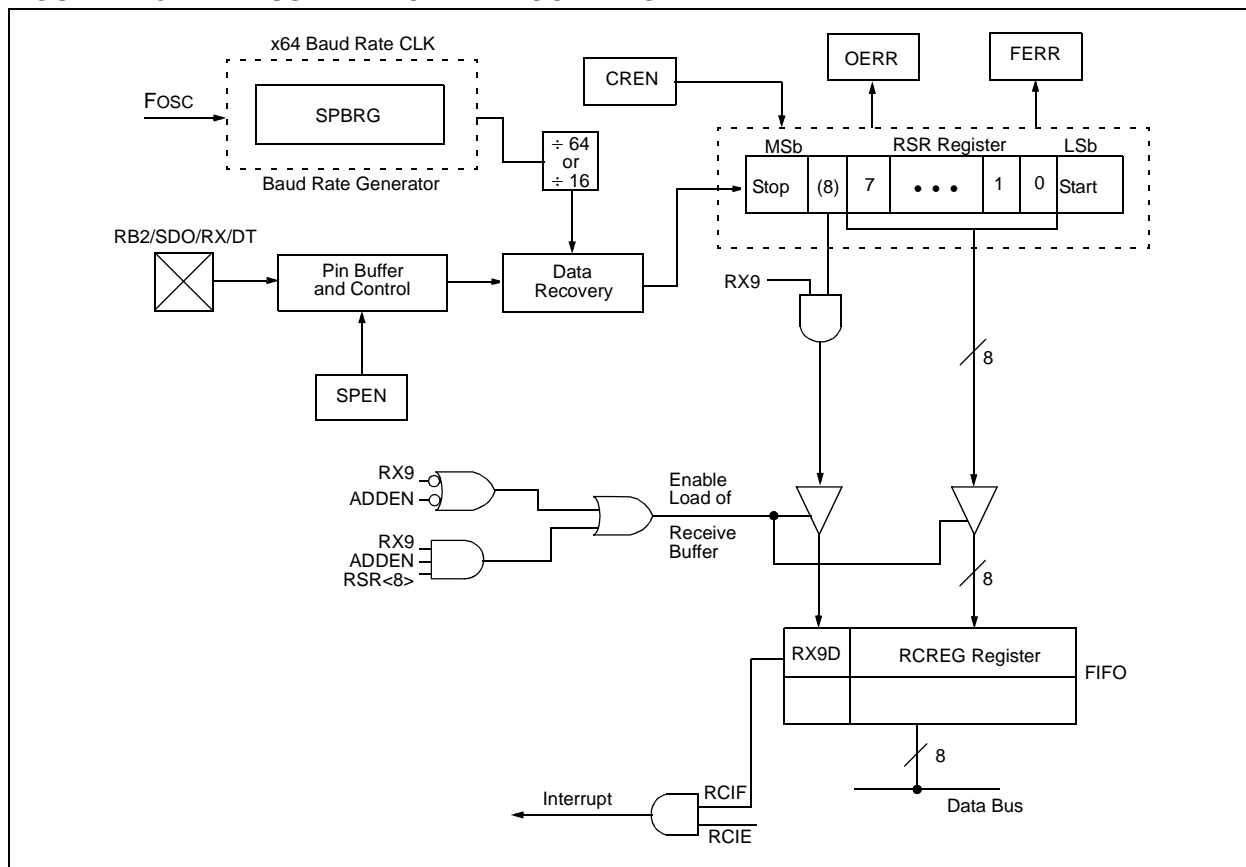 x64 Baud Rate CLK
FOSC
SPBRG
Baud Rate Generator
÷ 64
or
÷ 16
CREN
OERR
FERR
MSb
RSR Register
LSb
Stop
(8)
7
• • •
1
0
Start
RB2/SDO/RX/DT
Pin Buffer
and Control
Data
Recovery
SPEN
RX9
8
RX9
ADDEN
RX9
ADDEN
RSR<8>
Enable
Load of
Receive
Buffer
8
RX9D
RCREG Register
FIFO
8
Data Bus
Interrupt
RCIF
RCIE